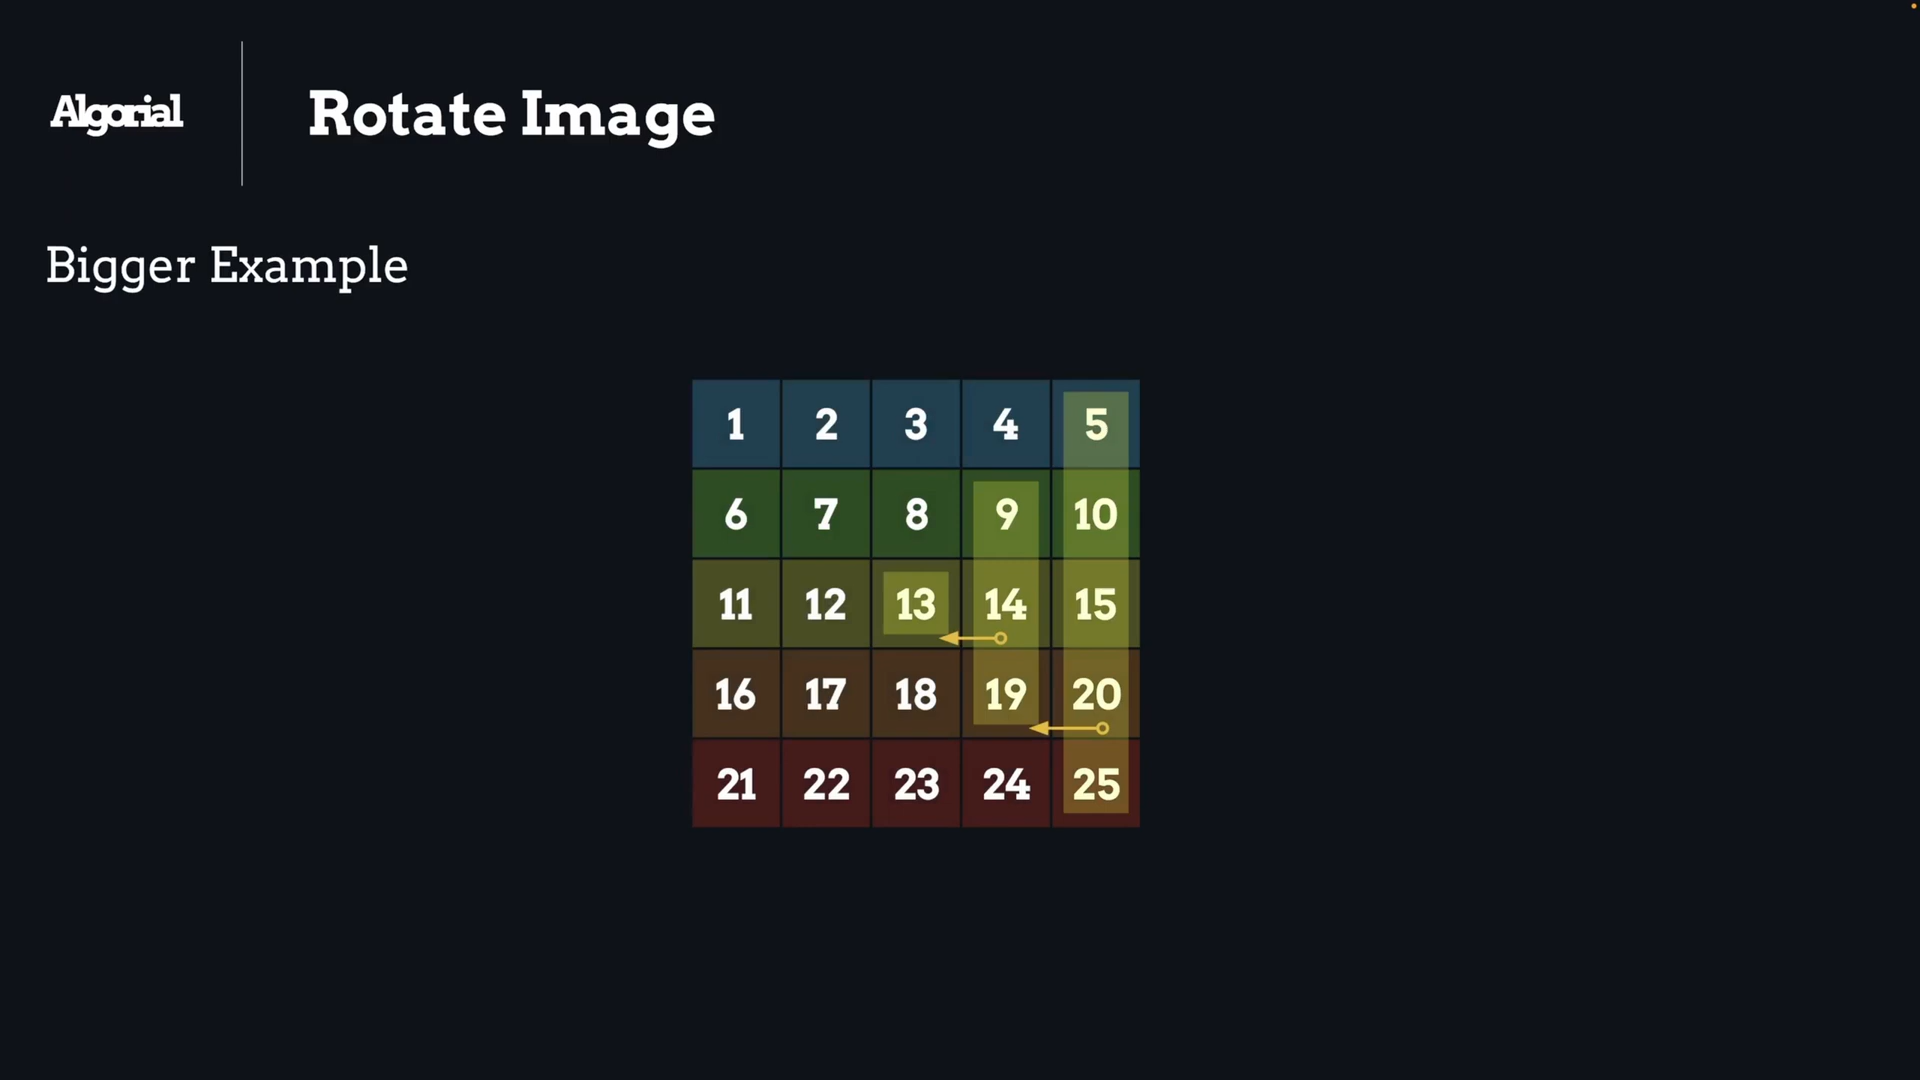 Algorial
Rotate Image
Bigger Example
1 2 3 4 5
6 7 8 9 10
11 12 13 14 15
16 17 18 19 20
21 22 23 24 25